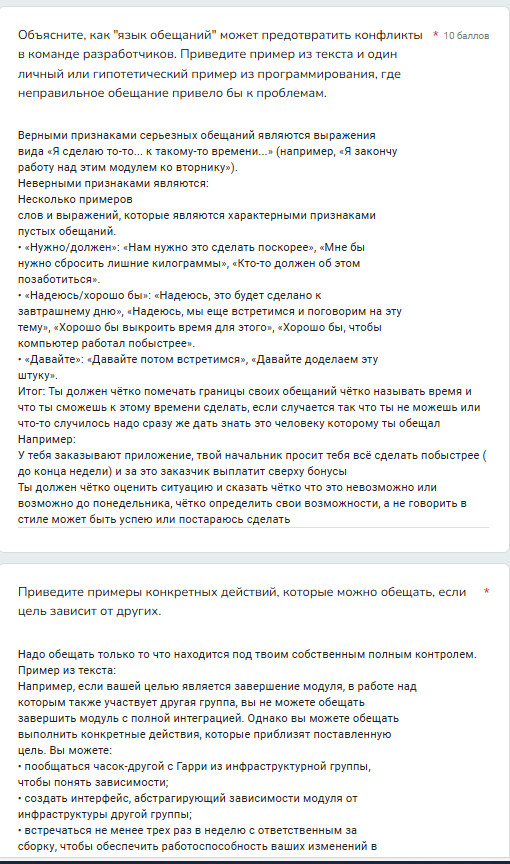 Объясните, как "язык обещаний" может предотвратить конфликты * 10 баллов
в команде разработчиков. Приведите пример из текста и один
личный или гипотетический пример из программирования, где
неправильное обещание привело бы к проблемам.
Верными признаками серьезных обещаний являются выражения
вида «Я сделаю то-то... к такому-то времени...» (например, «Я закончу
работу над этим модулем ко вторнику»).
Неверными признаками являются:
Несколько примеров
слов и выражений, которые являются характерными признаками
пустых обещаний.
• «Нужно/должен»: «Нам нужно это сделать поскорее», «Мне бы
нужно сбросить лишние килограммы», «Кто-то должен об этом
позаботиться».
• «Надеюсь/хорошо бы»: «Надеюсь, это будет сделано к
завтрашнему дню», «Надеюсь, мы еще встретимся и поговорим на эту
тему», «Хорошо бы выкроить время для этого», «Хорошо бы, чтобы
компьютер работал побыстрее».
• «Давайте»: «Давайте потом встретимся», «Давайте доделаем эту
штуку».
Итог: Ты должен чётко помечать границы своих обещаний чётко называть время и
что ты сможешь к этому времени сделать, если случается так что ты не можешь или
что-то случилось надо сразу же дать знать это человеку которому ты обещал
Например:
У тебя заказывают приложение, твой начальник просит тебя всё сделать побыстрее (
до конца недели) и за это заказчик выплатит сверху бонусы
Ты должен чётко оценить ситуацию и сказать чётко что это невозможно или
возможно до понедельника, чётко определить свои возможности, а не говорить в
стиле может быть успею или постараюсь сделать
Приведите примеры конкретных действий, которые можно обещать, если *
цель зависит от других.
Надо обещать только то что находится под твоим собственным полным контролем.
Пример из текста:
Например, если вашей целью является завершение модуля, в работе над
которым также участвует другая группа, вы не можете обещать
завершить модуль с полной интеграцией. Однако вы можете обещать
выполнить конкретные действия, которые приблизят поставленную
цель. Вы можете:
• пообщаться часок-другой с Гарри из инфраструктурной группы,
чтобы понять зависимости;
• создать интерфейс, абстрагирующий зависимости модуля от
инфраструктуры другой группы;
• встречаться не менее трех раз в неделю с ответственным за
сборку, чтобы обеспечить работоспособность ваших изменений в